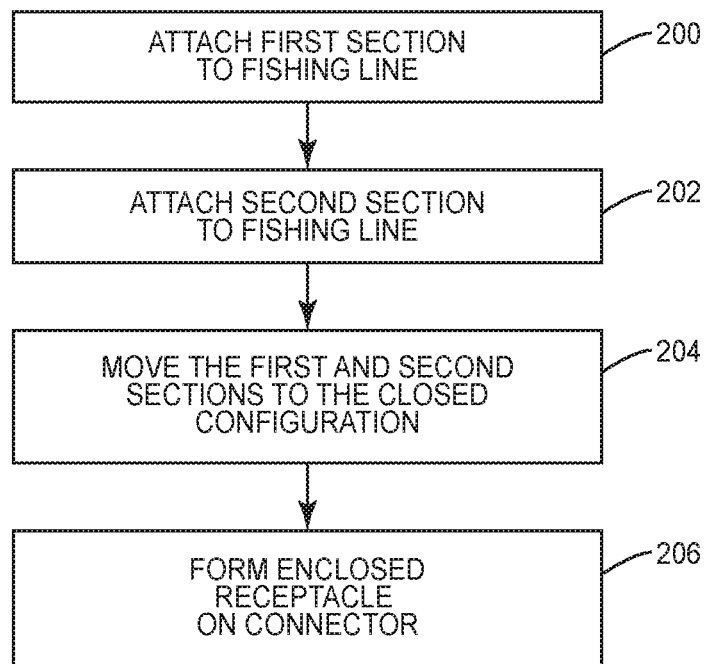 ATTACH FIRST SECTION
TO FISHING LINE
200
ATTACH SECOND SECTION
TO FISHING LINE
202
MOVE THE FIRST AND SECOND
SECTIONS TO THE CLOSED
CONFIGURATION
204
FORM ENCLOSED
RECEPTACLE
ON CONNECTOR
206